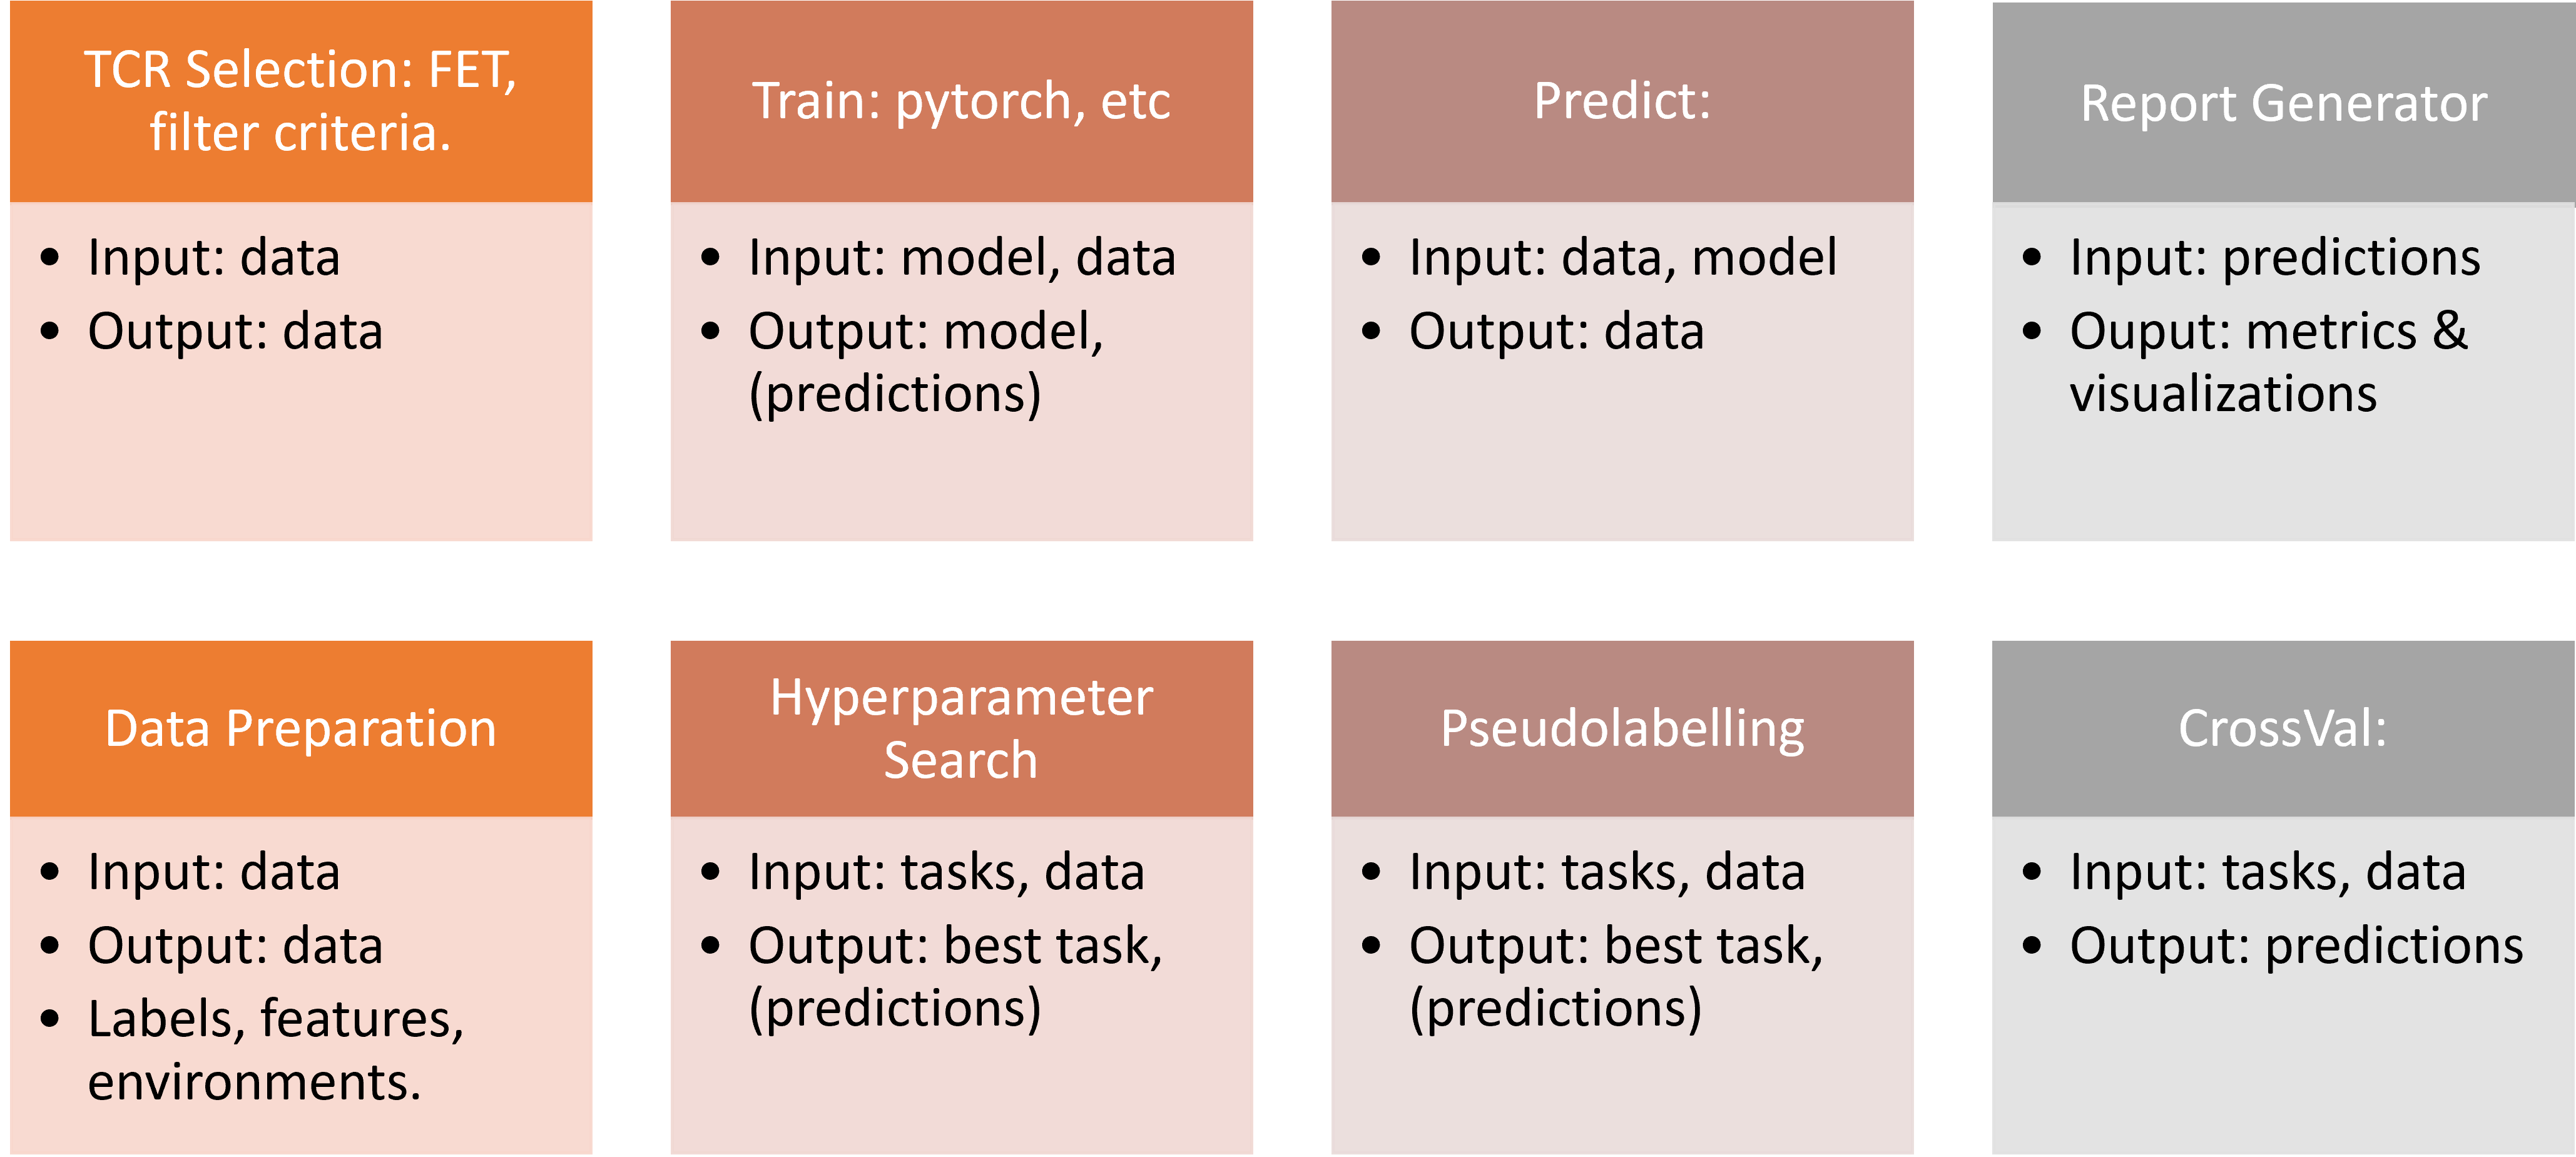 TCR Selection: FET,
filter criteria.
• Input: data
• Output: data
Train: pytorch, etc
• Input: model, data
• Output: model,
(predictions)
Predict:
• Input: data, model
• Output: data
Report Generator
• Input: predictions
• Ouput: metrics &
visualizations
Data Preparation
• Input: data
• Output: data
• Labels, features,
environments.
Hyperparameter
Search
• Input: tasks, data
• Output: best task,
(predictions)
Pseudolabelling
• Input: tasks, data
• Output: best task,
(predictions)
CrossVal:
• Input: tasks, data
• Output: predictions